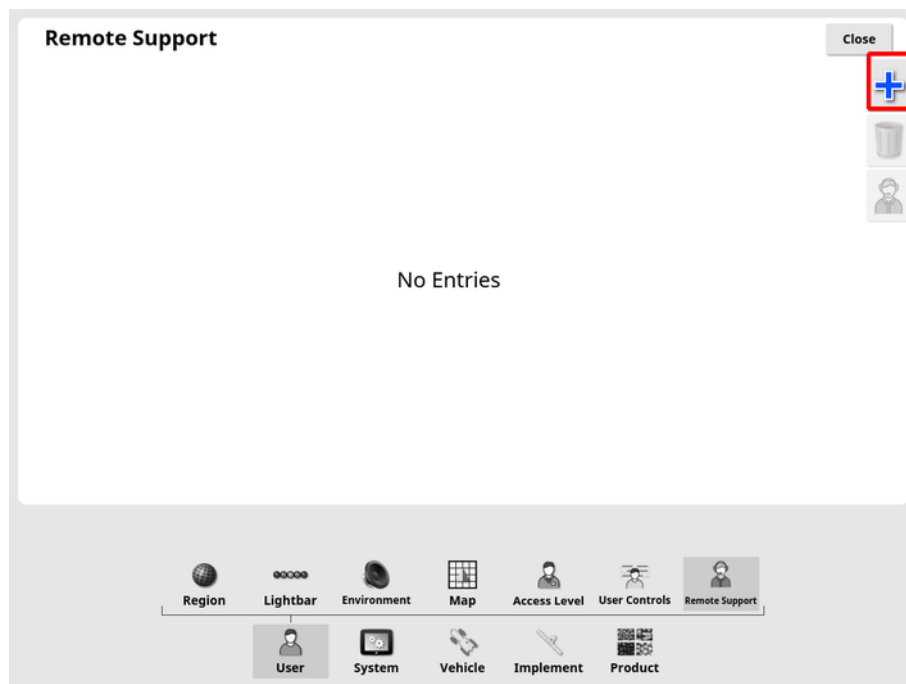 Remote Support
Close
No Entries
Region Lightbar Environment Map Access Level User Controls Remote Support
User System Vehicle Implement Product